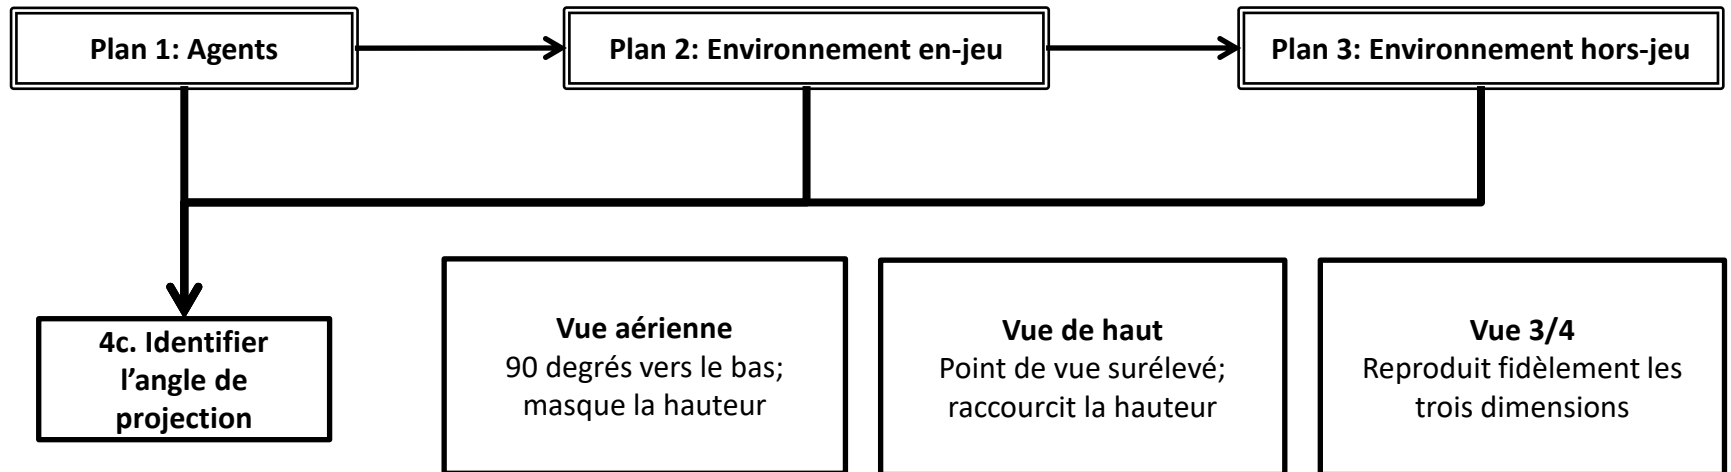 Plan 1: Agents
Plan 2: Environnement en-jeu
Plan 3: Environnement hors-jeu
4c. Identifier
l’angle de
projection
Vue aérienne
90 degrés vers le bas;
masque la hauteur
Vue de haut
Point de vue surélevé;
raccourcit la hauteur
Vue 3/4
Reproduit fidèlement les
trois dimensions